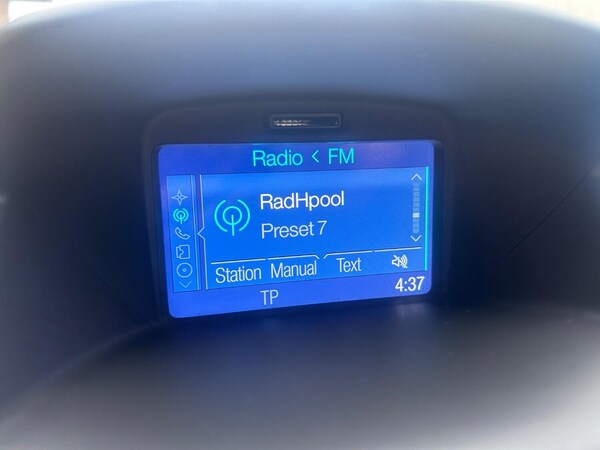 Radio < FM
RadHpool
Preset 7
Station Manual Text
TP 4:37